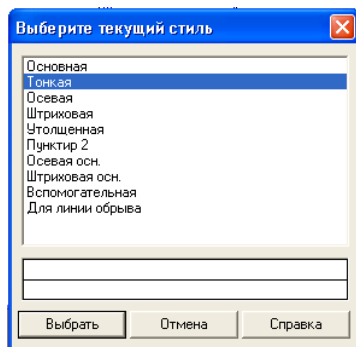 Выберите текущий стиль
Основная
Тонкая
Осевая
Штриховая
Утолщенная
Пунктир 2
Осевая осн.
Штриховая осн.
Вспомогательная
Для линии обрыва
Выбрать
Отмена
Справка